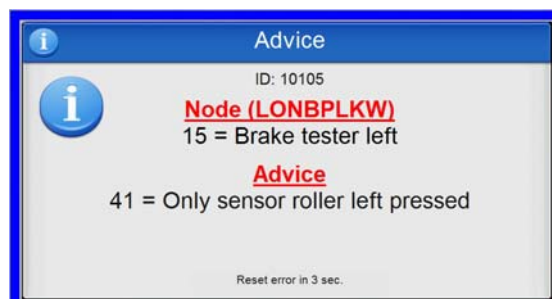 Advice
ID: 10105
Node (LONBPLKW)
15 = Brake tester left
Advice
41 = Only sensor roller left pressed
Reset error in 3 sec.